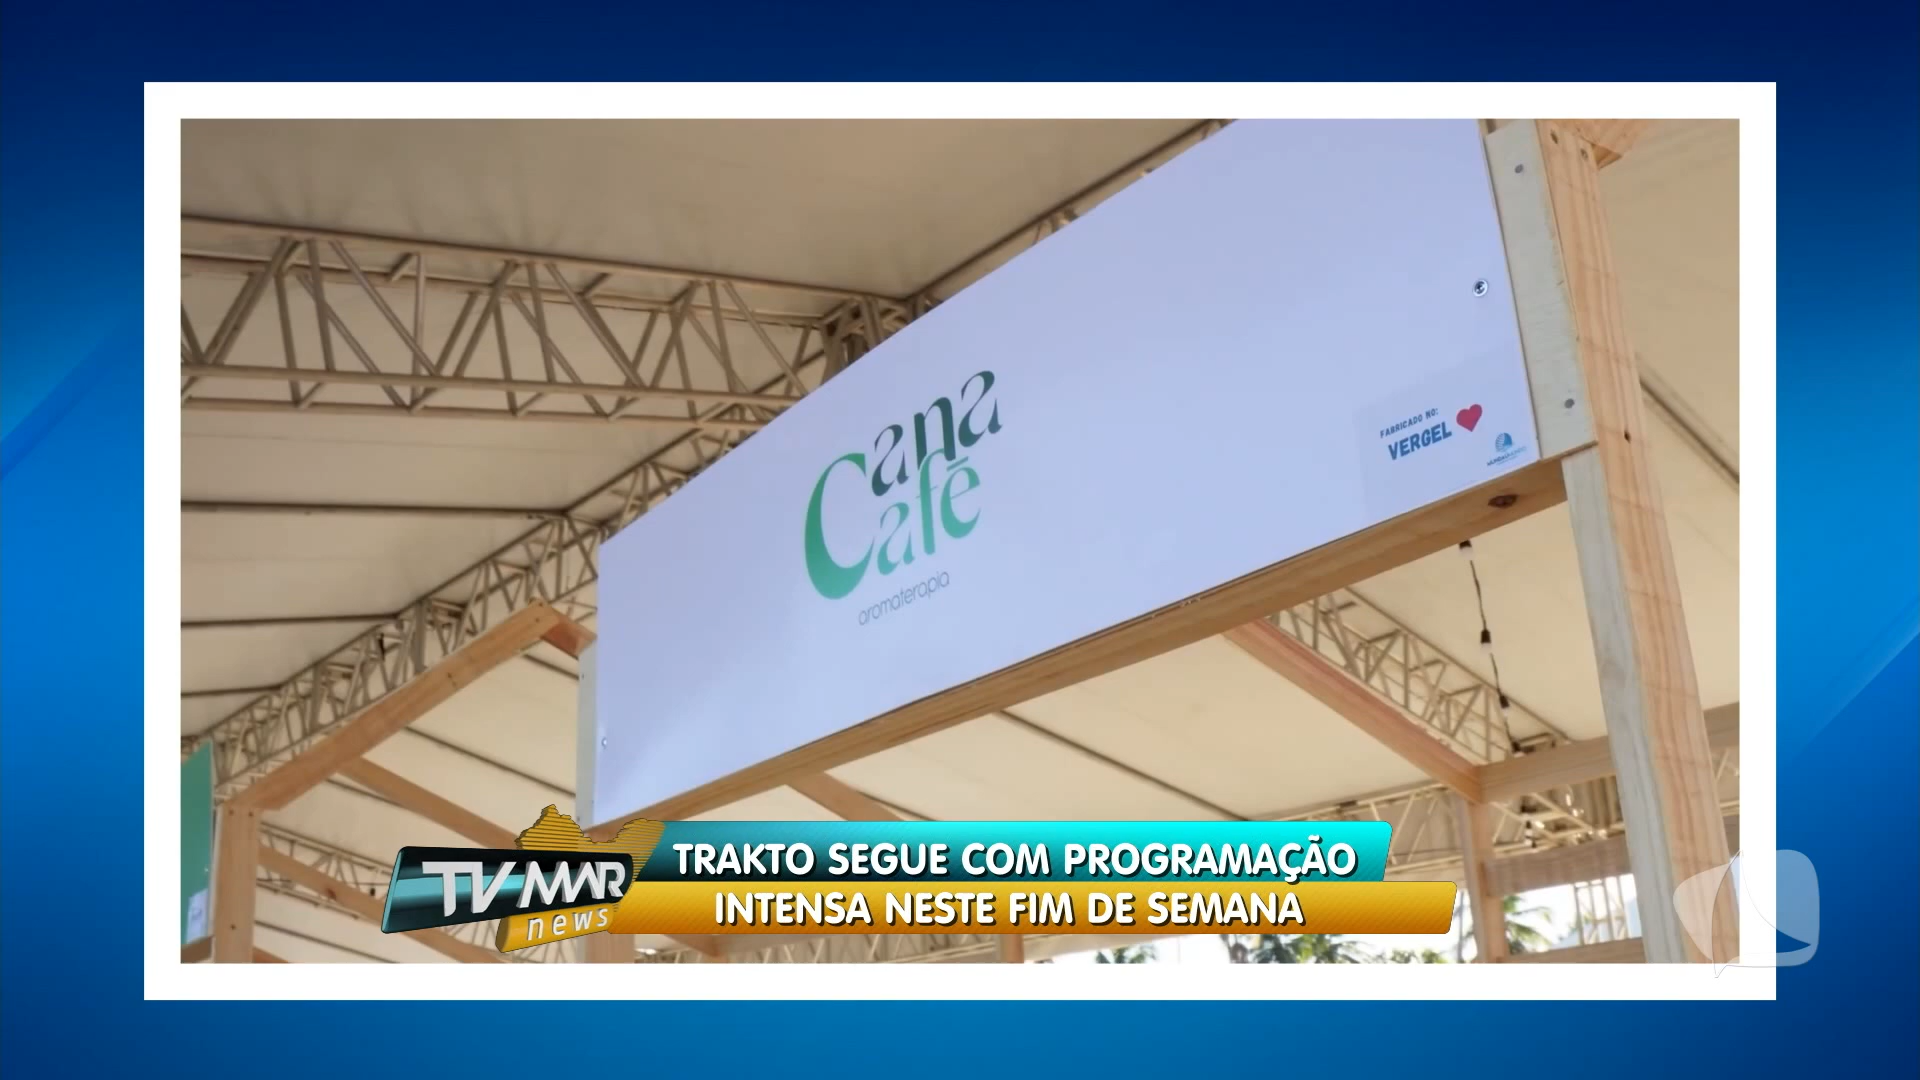 Cana
Café
aromaterapia
FABRICADO NO:
VERGEL
TV MAR
news
TRAKTO SEGUE COM PROGRAMAÇÃO
INTENSA NESTE FIM DE SEMANA